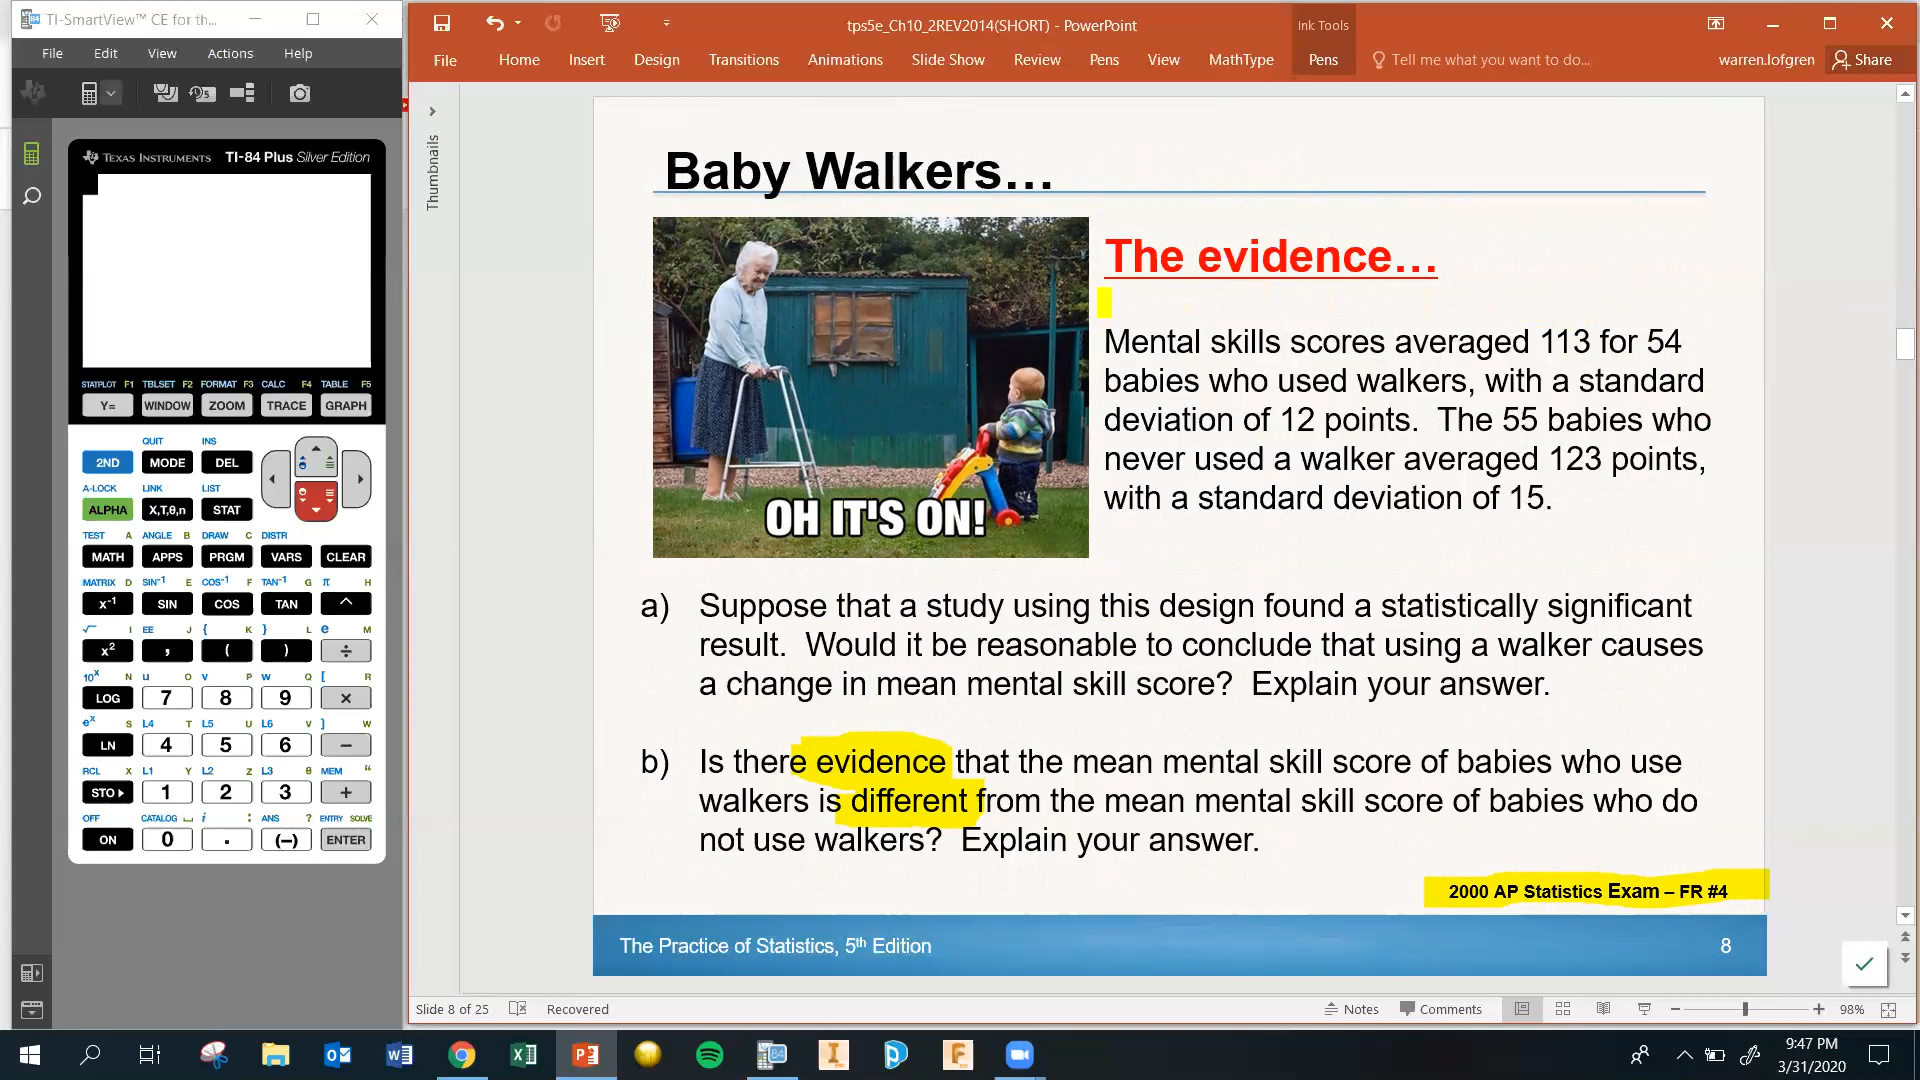 TI-SmartView™ CE for th...
File Edit View Actions Help
TEXAS INSTRUMENTS TI-84 Plus Silver Edition
STATPLOT F1 TBLSET F2 FORMAT F3 CALC F4 TABLE F5
Y= WINDOW ZOOM TRACE GRAPH
QUIT INS
2ND MODE DEL
A-LOCK LINK LIST
ALPHA X,T,θ,n STAT
TEST A ANGLE B DRAW C DISTR
MATH APPS PRGM VARS CLEAR
MATRIX D SIN⁻¹ E COS⁻¹ F TAN⁻¹ G π H
x⁻¹ SIN COS TAN ^
√ I EE J { K } L e M
x² , ( ) ÷
10ˣ N u O v P w Q [ R
LOG 7 8 9 ×
eˣ S L4 T L5 U L6 V ] W
LN 4 5 6 −
RCL X L1 Y L2 Z L3 θ MEM "
STO▸ 1 2 3 +
OFF CATALOG ⎵ i : ANS ? ENTRY SOLVE
ON 0 . (−) ENTER
tps5e_Ch10_2REV2014(SHORT) - PowerPoint
Ink Tools
File Home Insert Design Transitions Animations Slide Show Review Pens View MathType Pens Tell me what you want to do... warren.lofgren Share
Thumbnails
Baby Walkers…
The evidence…
Mental skills scores averaged 113 for 54
babies who used walkers, with a standard
deviation of 12 points. The 55 babies who
never used a walker averaged 123 points,
with a standard deviation of 15.
OH IT'S ON!
a) Suppose that a study using this design found a statistically significant
result. Would it be reasonable to conclude that using a walker causes
a change in mean mental skill score? Explain your answer.
b) Is there evidence that the mean mental skill score of babies who use
walkers is different from the mean mental skill score of babies who do
not use walkers? Explain your answer.
2000 AP Statistics Exam – FR #4
The Practice of Statistics, 5th Edition 8
Slide 8 of 25 Recovered Notes Comments 98%
9:47 PM
3/31/2020